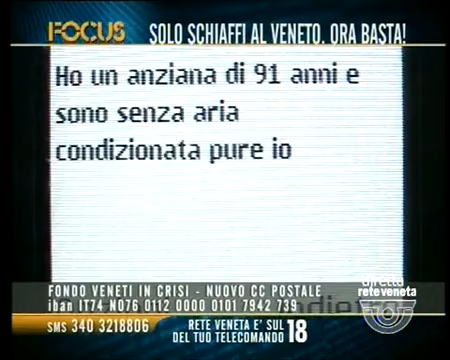 FOCUS SOLO SCHIAFFI AL VENETO. ORA BASTA!
Ho un anziana di 91 anni e
sono senza aria
condizionata pure io
diretta
reteveneta
FONDO VENETI IN CRISI - NUOVO CC POSTALE
iban IT74 N076 0112 0000 0101 7942 739
SMS 340 3218806
RETE VENETA E' SUL
DEL TUO TELECOMANDO 18